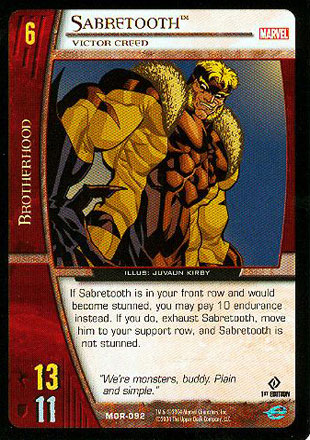 6
SABRETOOTH™
VICTOR CREED
MARVEL
BROTHERHOOD
ILLUS: JUVAUN KIRBY
If Sabretooth is in your front row and would
become stunned, you may pay 10 endurance
instead. If you do, exhaust Sabretooth, move
him to your support row, and Sabretooth is
not stunned.
13
11
"We're monsters, buddy. Plain
and simple."
1ST EDITION
MOR-092